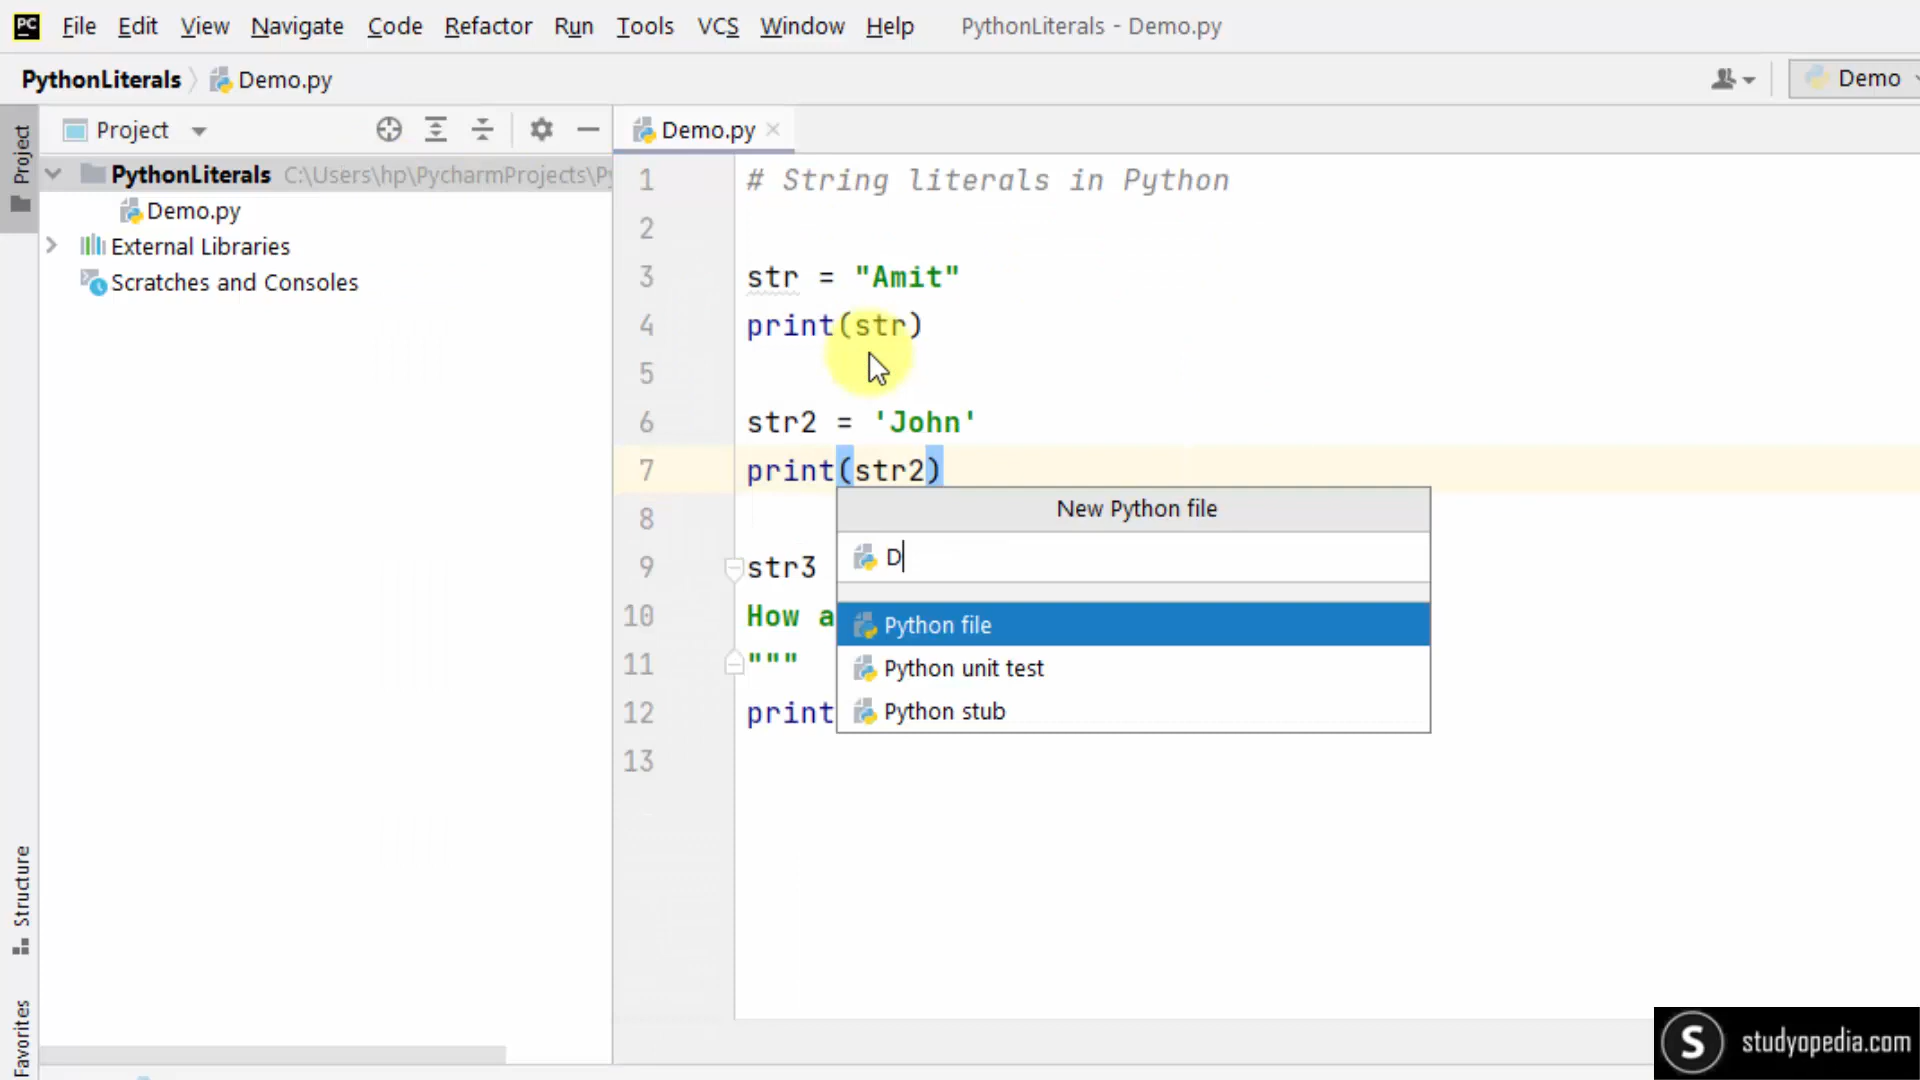 PC File Edit View Navigate Code Refactor Run Tools VCS Window Help PythonLiterals - Demo.py
PythonLiterals Demo.py Demo
Project
Project
Demo.py
PythonLiterals C:\Users\hp\PycharmProjects\Py
Demo.py
External Libraries
Scratches and Consoles
1 # String literals in Python
2
3 str = "Amit"
4 print(str)
5
6 str2 = 'John'
7 print(str2)
8
9 str3
10 How a
11 """
12 print
13
New Python file
D
Python file
Python unit test
Python stub
Structure
Favorites
S studyopedia.com